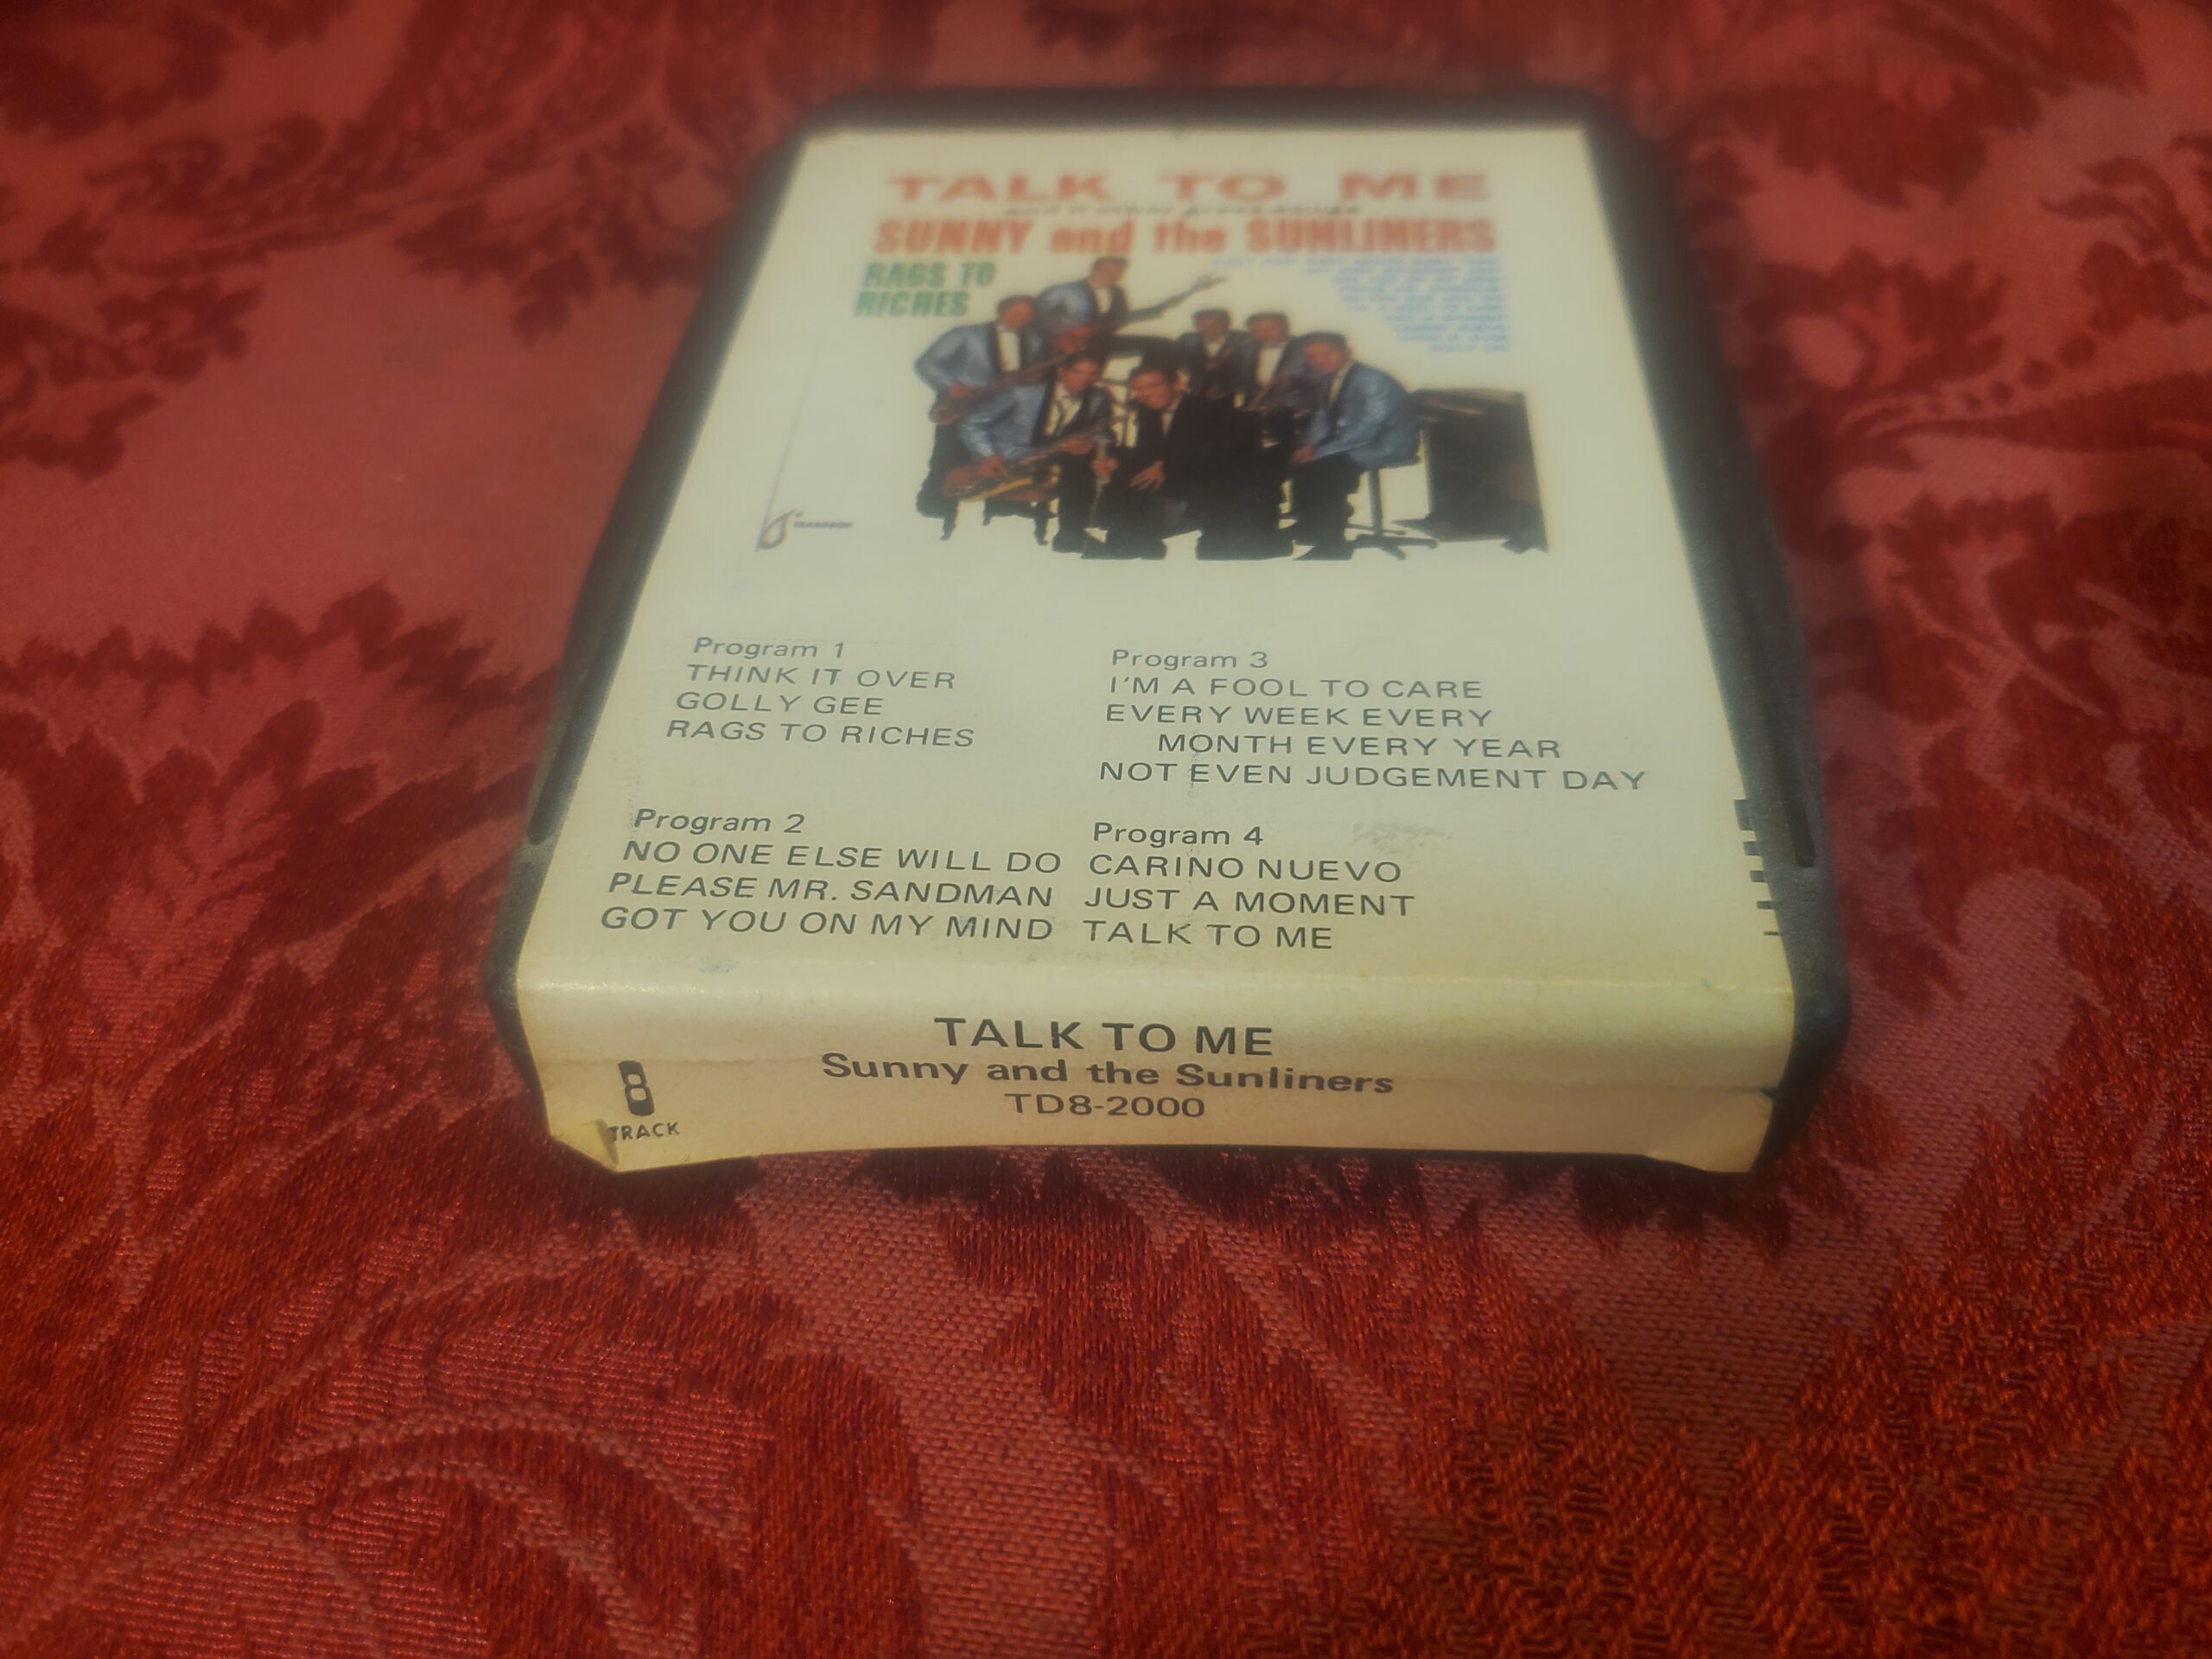 TALK TO ME
SUNNY and the SUNLINERS
RAGS TO
RICHES
TEARDROP
Program 1
THINK IT OVER
GOLLY GEE
RAGS TO RICHES
Program 2
NO ONE ELSE WILL DO
PLEASE MR. SANDMAN
GOT YOU ON MY MIND
Program 3
I'M A FOOL TO CARE
EVERY WEEK EVERY
MONTH EVERY YEAR
NOT EVEN JUDGEMENT DAY
Program 4
CARINO NUEVO
JUST A MOMENT
TALK TO ME
TALK TO ME
Sunny and the Sunliners
TD8-2000
8
TRACK